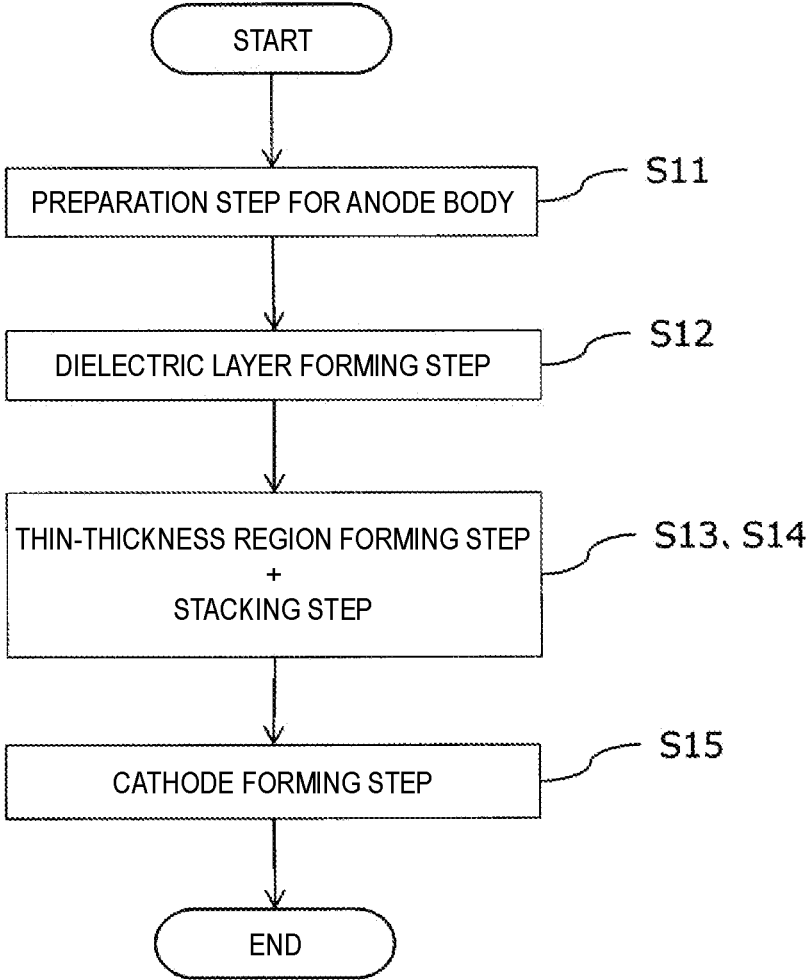 START
PREPARATION STEP FOR ANODE BODY
S11
DIELECTRIC LAYER FORMING STEP
S12
THIN-THICKNESS REGION FORMING STEP
+
STACKING STEP
S13、S14
CATHODE FORMING STEP
S15
END